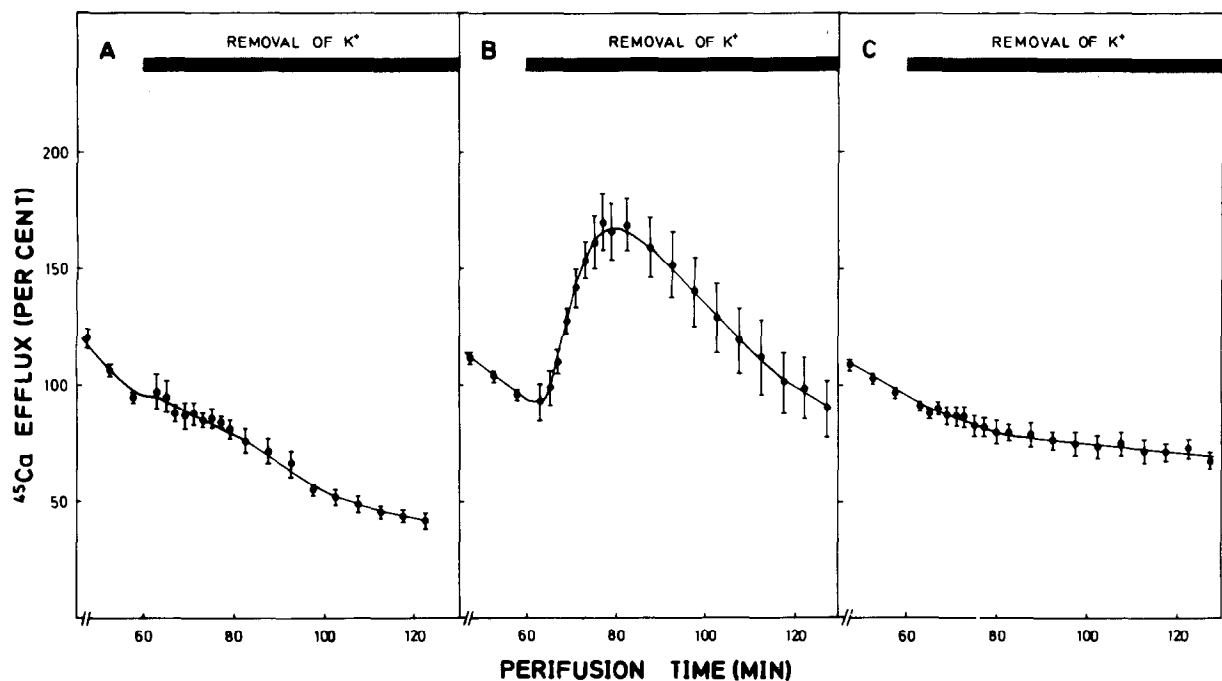 A REMOVAL OF K⁺
B REMOVAL OF K⁺
C REMOVAL OF K⁺
⁴⁵Ca EFFLUX (PER CENT)
200
150
100
50
60 80 100 120
60 80 100 120
60 80 100 120
PERIFUSION TIME (MIN)